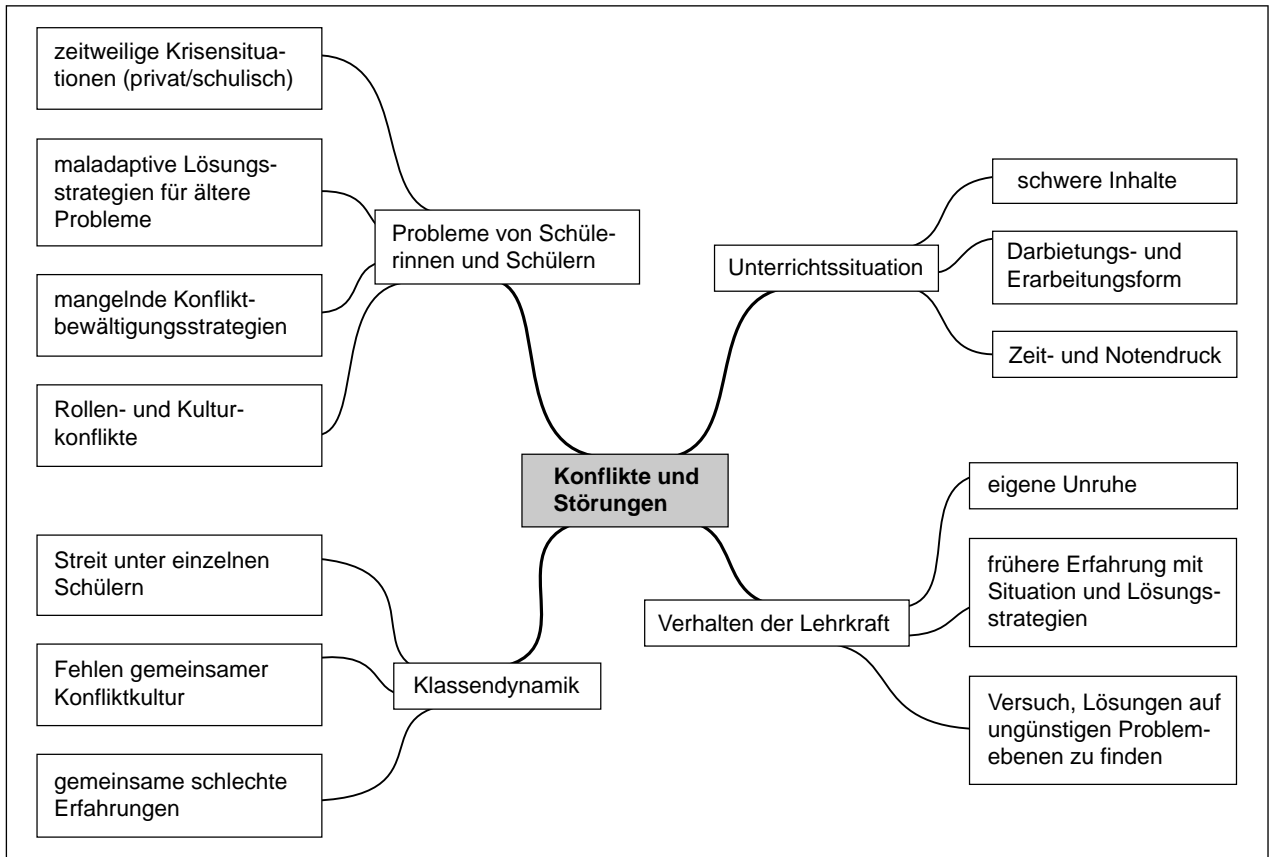 zeitweilige Krisensitua-
tionen (privat/schulisch)
maladaptive Lösungs-
strategien für ältere
Probleme
mangelnde Konflikt-
bewältigungsstrategien
Rollen- und Kultur-
konflikte
Probleme von Schüle-
rinnen und Schülern
Unterrichtssituation
schwere Inhalte
Darbietungs- und
Erarbeitungsform
Zeit- und Notendruck
Konflikte und
Störungen
Streit unter einzelnen
Schülern
Fehlen gemeinsamer
Konfliktkultur
gemeinsame schlechte
Erfahrungen
Klassendynamik
Verhalten der Lehrkraft
eigene Unruhe
frühere Erfahrung mit
Situation und Lösungs-
strategien
Versuch, Lösungen auf
ungünstigen Problem-
ebenen zu finden